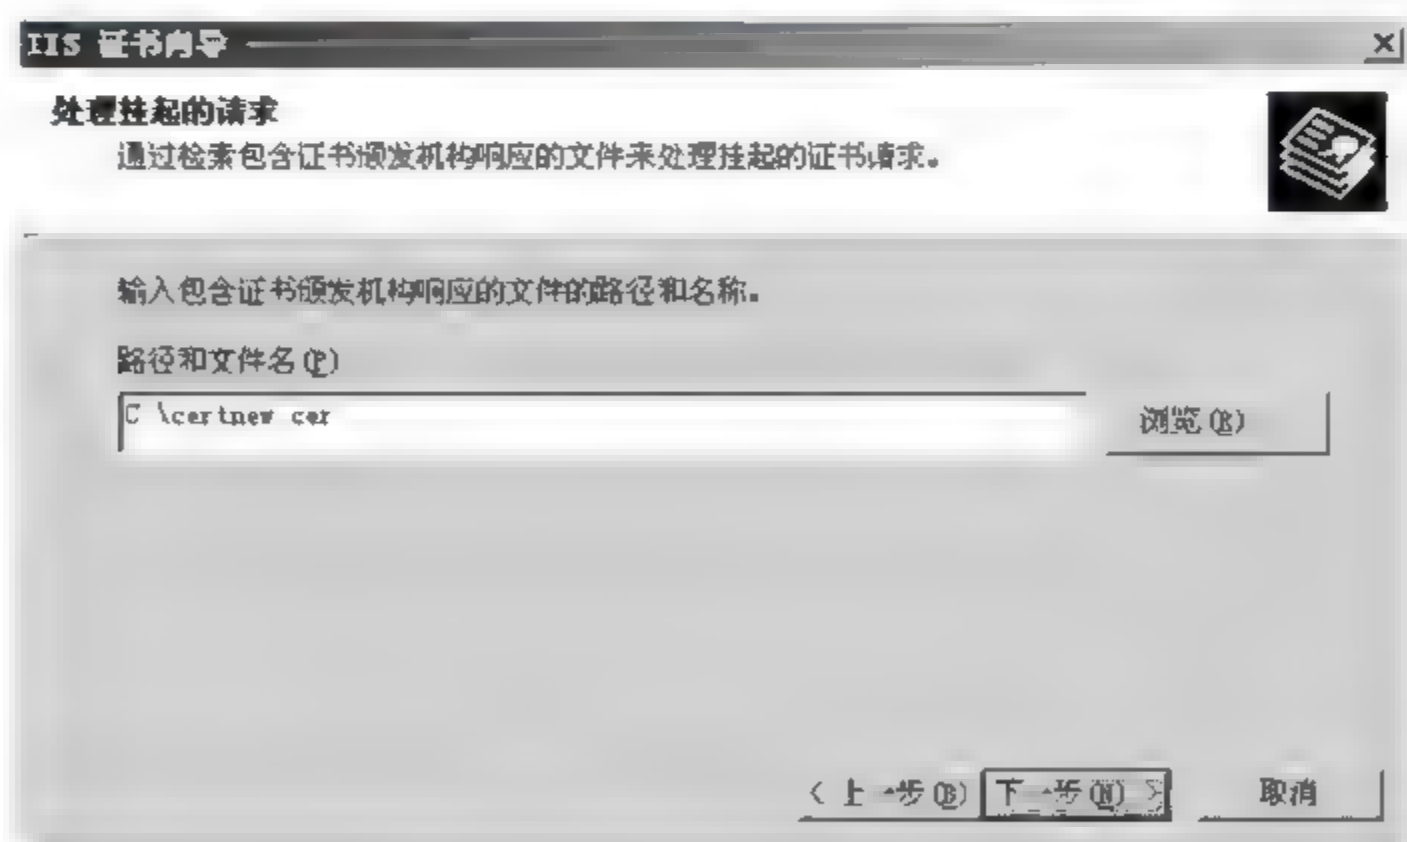 IIS 证书向导
处理挂起的请求
通过检索包含证书颁发机构响应的文件来处理挂起的证书请求。
输入包含证书颁发机构响应的文件的路径和名称。
路径和文件名(P)
C \certnew cer
浏览(R)
< 上一步(B) 下一步(N) > 取消